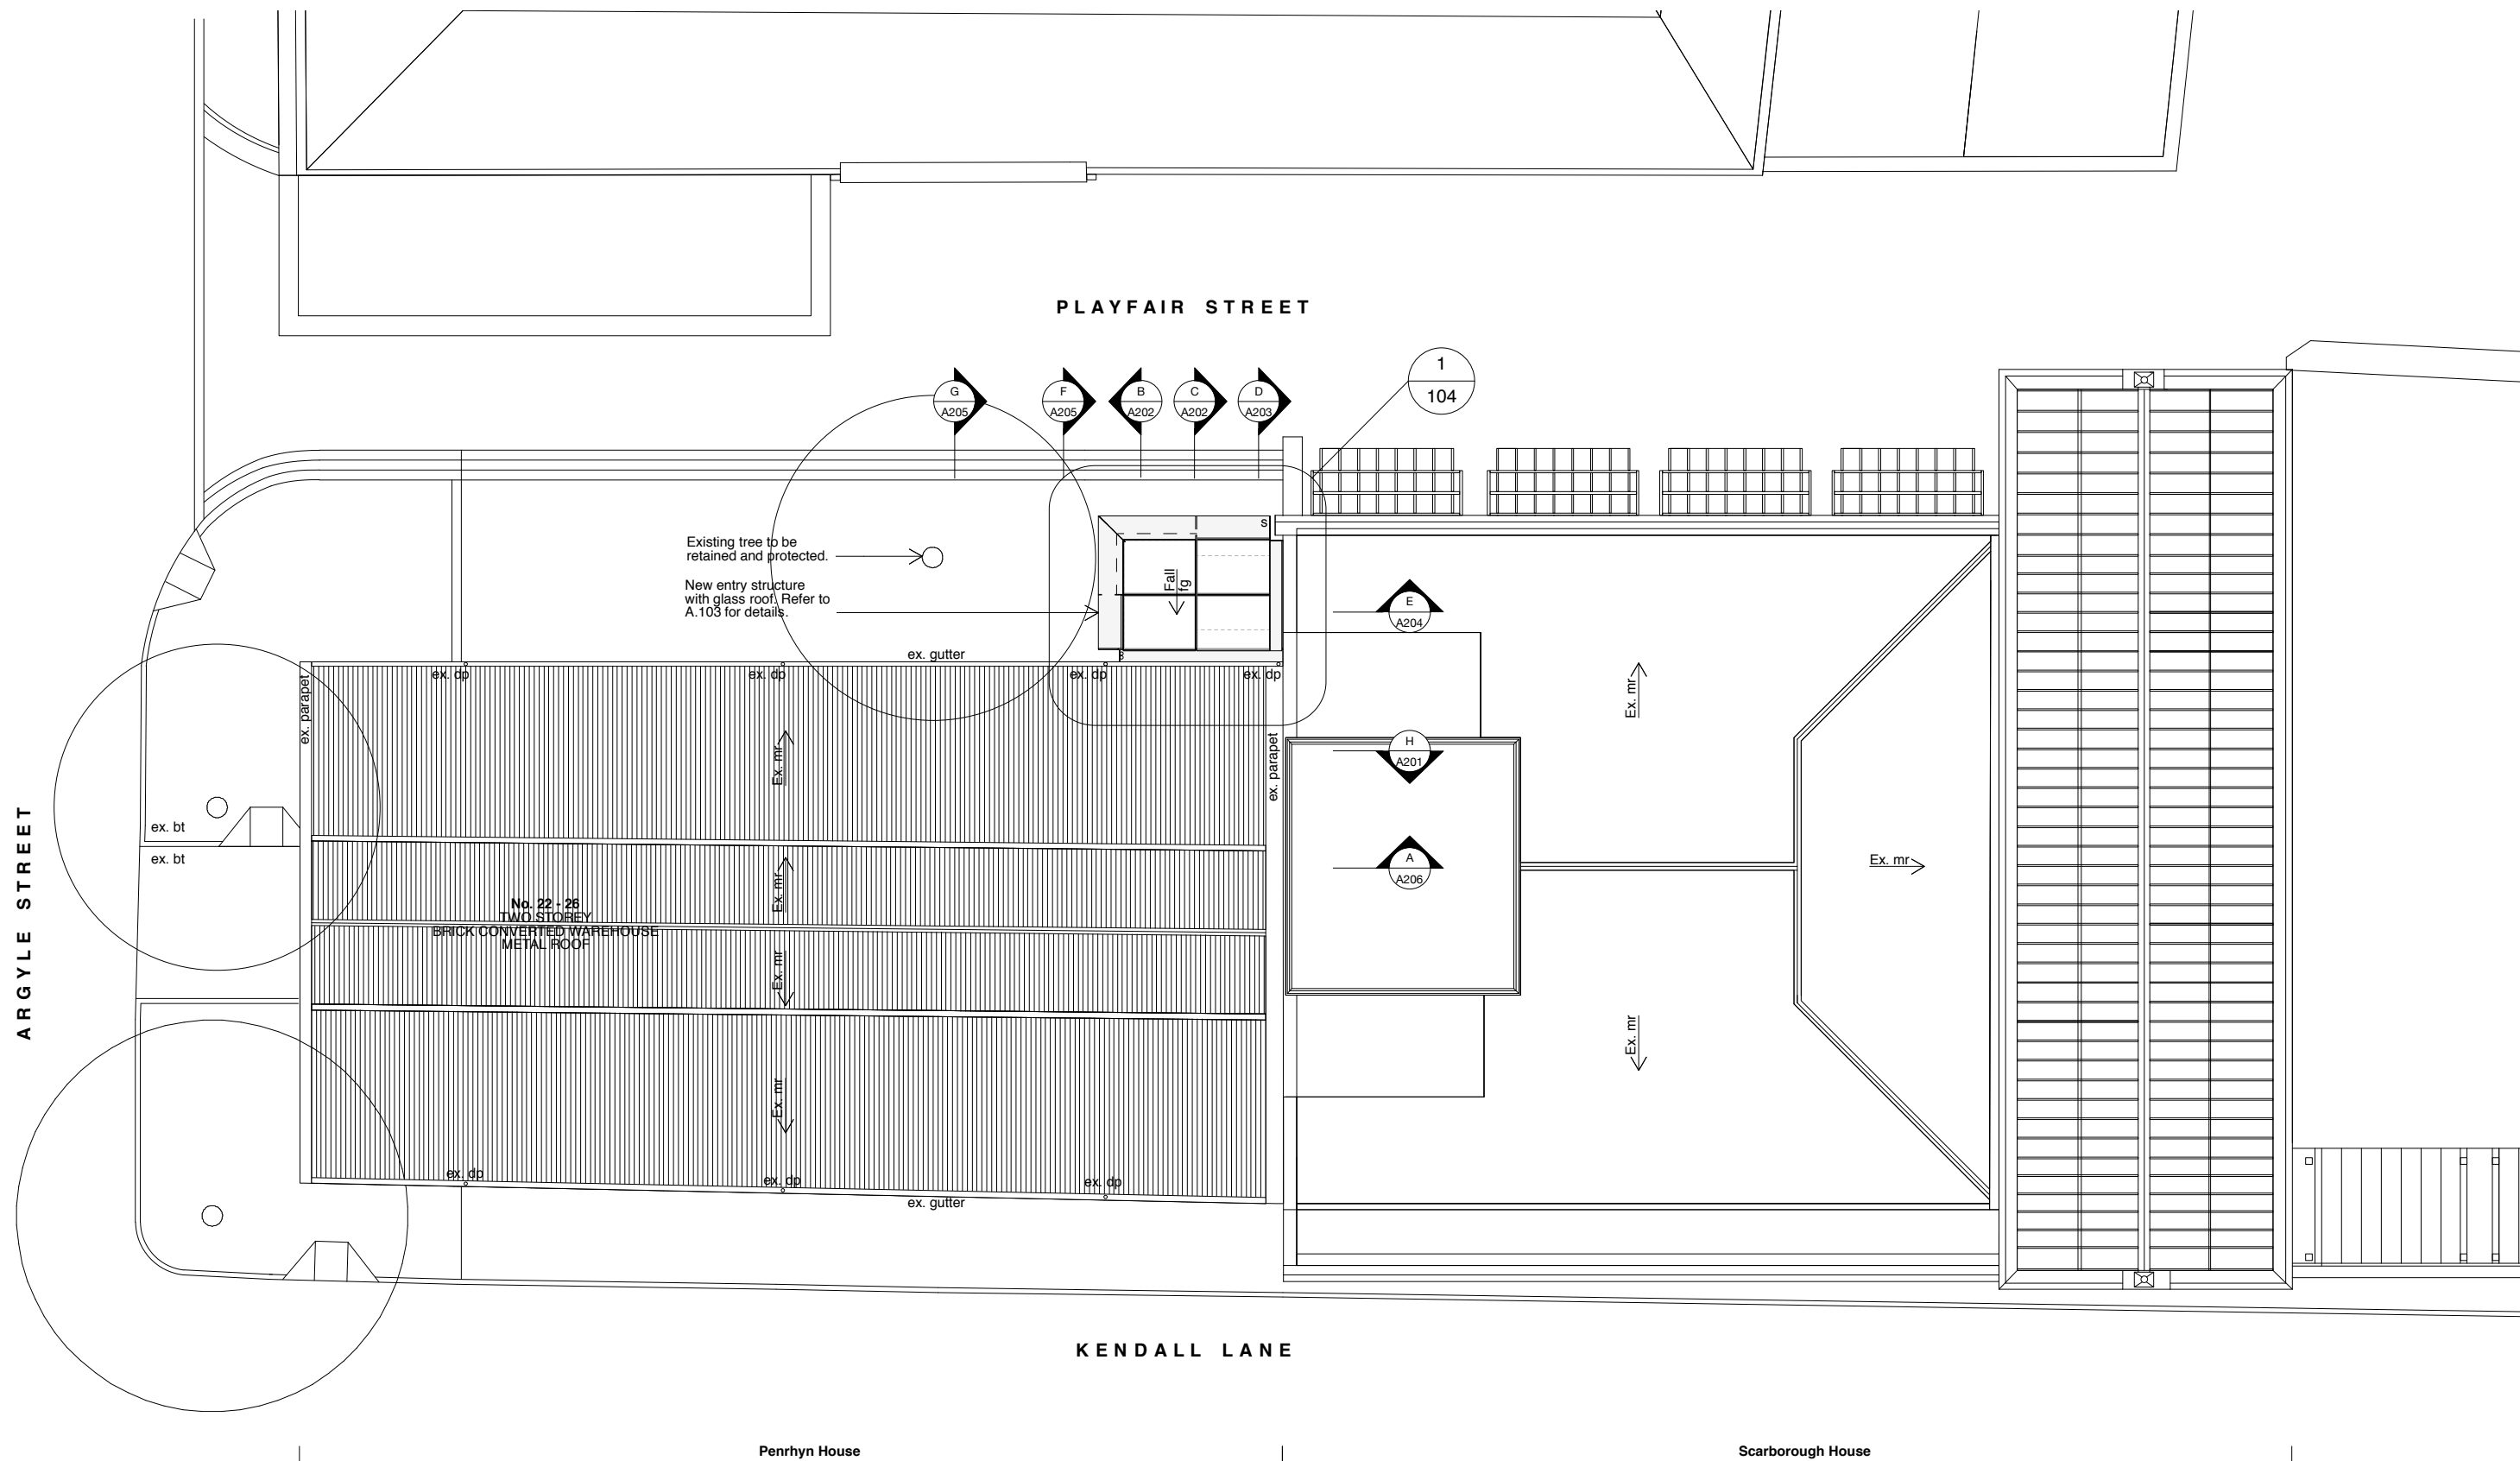 PLAYFAIR STREET
1
104
G
A205
F
A205
B
A202
C
A202
D
A203
S
Existing tree to be
retained and protected.
New entry structure
with glass roof. Refer to
A.103 for details.
Fall
fg
E
A204
ex. gutter
ex. dp
ex. dp
ex. dp
ex. dp
ex. parapet
ex. parapet
Ex. mr
Ex. mr
H
A201
ARGYLE STREET
ex. bt
ex. bt
Ex. mr
A
A206
Ex. mr
No. 22 - 26
TWO STOREY
BRICK CONVERTED WAREHOUSE
METAL ROOF
Ex. mr
Ex. mr
Ex. mr
ex. dp
ex. dp
ex. dp
ex. gutter
KENDALL LANE
Penrhyn House
Scarborough House